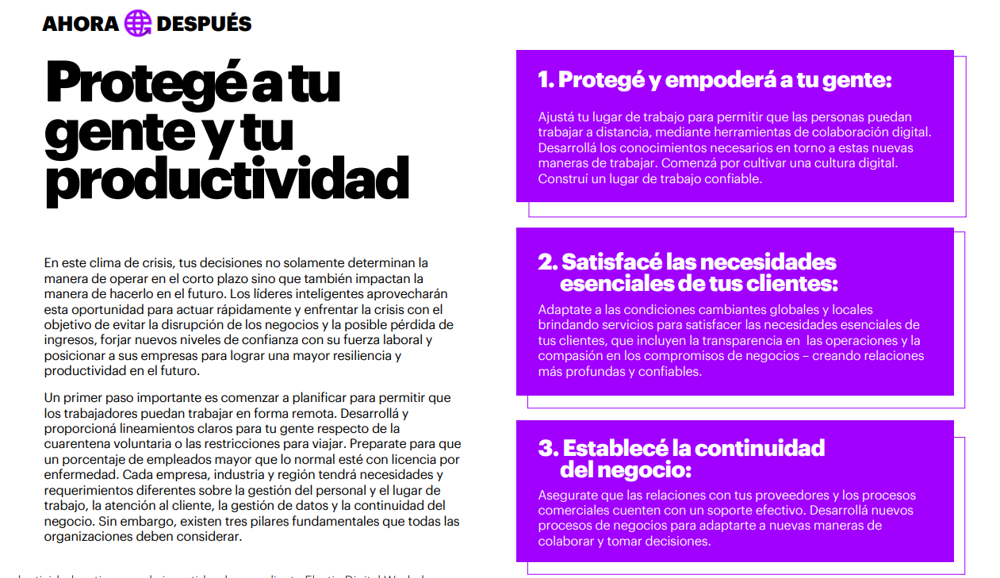 AHORA DESPUÉS
Protegé a tu
gente y tu
productividad
En este clima de crisis, tus decisiones no solamente determinan la
manera de operar en el corto plazo sino que también impactan la
manera de hacerlo en el futuro. Los líderes inteligentes aprovecharán
esta oportunidad para actuar rápidamente y enfrentar la crisis con el
objetivo de evitar la disrupción de los negocios y la posible pérdida de
ingresos, forjar nuevos niveles de confianza con su fuerza laboral y
posicionar a sus empresas para lograr una mayor resiliencia y
productividad en el futuro.
Un primer paso importante es comenzar a planificar para permitir que
los trabajadores puedan trabajar en forma remota. Desarrollá y
proporcioná lineamientos claros para tu gente respecto de la
cuarentena voluntaria o las restricciones para viajar. Preparate para que
un porcentaje de empleados mayor que lo normal esté con licencia por
enfermedad. Cada empresa, industria y región tendrá necesidades y
requerimientos diferentes sobre la gestión del personal y el lugar de
trabajo, la atención al cliente, la gestión de datos y la continuidad del
negocio. Sin embargo, existen tres pilares fundamentales que todas las
organizaciones deben considerar.
1. Protegé y empoderá a tu gente:
Ajustá tu lugar de trabajo para permitir que las personas puedan
trabajar a distancia, mediante herramientas de colaboración digital.
Desarrollá los conocimientos necesarios en torno a estas nuevas
maneras de trabajar. Comenzá por cultivar una cultura digital.
Construí un lugar de trabajo confiable.
2. Satisfacé las necesidades
esenciales de tus clientes:
Adaptate a las condiciones cambiantes globales y locales
brindando servicios para satisfacer las necesidades esenciales de
tus clientes, que incluyen la transparencia en las operaciones y la
compasión en los compromisos de negocios – creando relaciones
más profundas y confiables.
3. Establecé la continuidad
del negocio:
Asegurate que las relaciones con tus proveedores y los procesos
comerciales cuenten con un soporte efectivo. Desarrollá nuevos
procesos de negocios para adaptarte a nuevas maneras de
colaborar y tomar decisiones.